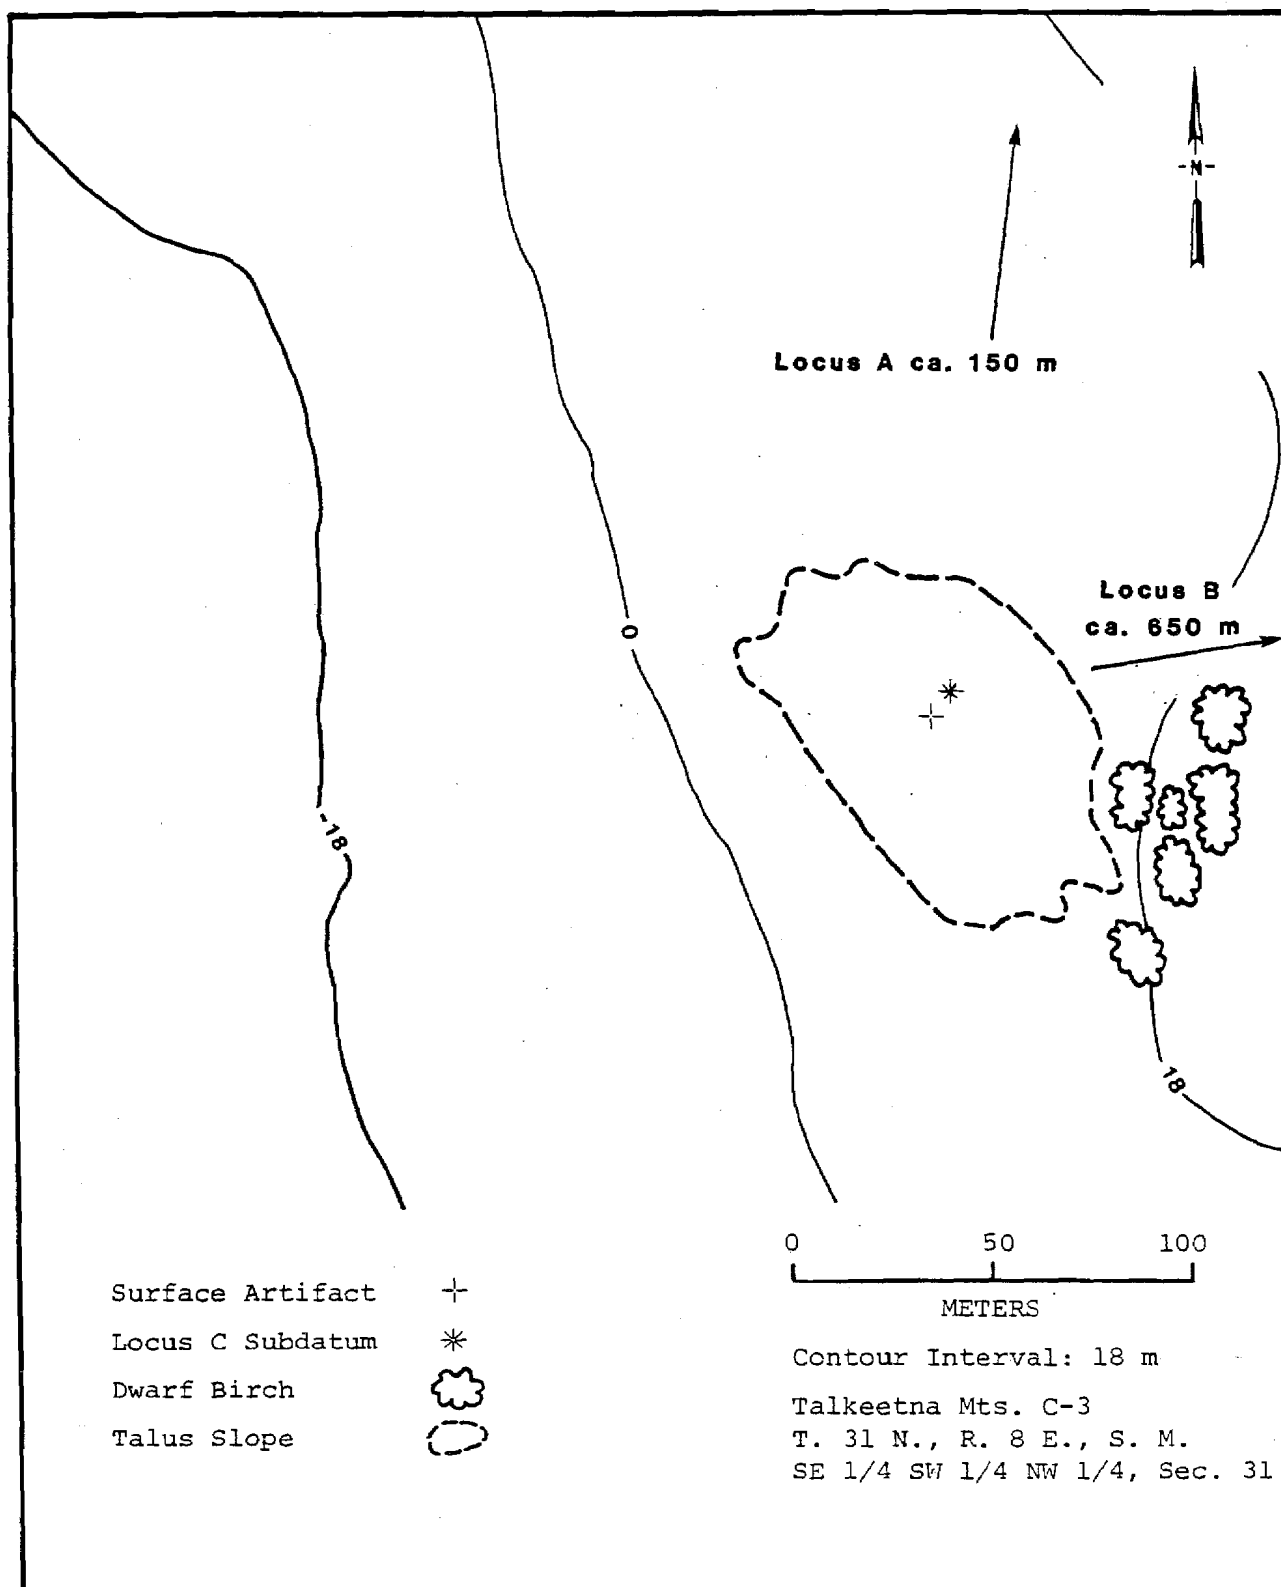 -N-
Locus A ca. 150 m
Locus B
ca. 650 m
0
-18
18
0 50 100
METERS
Surface Artifact
Locus C Subdatum
Dwarf Birch
Talus Slope
Contour Interval: 18 m
Talkeetna Mts. C-3
T. 31 N., R. 8 E., S. M.
SE 1/4 SW 1/4 NW 1/4, Sec. 31